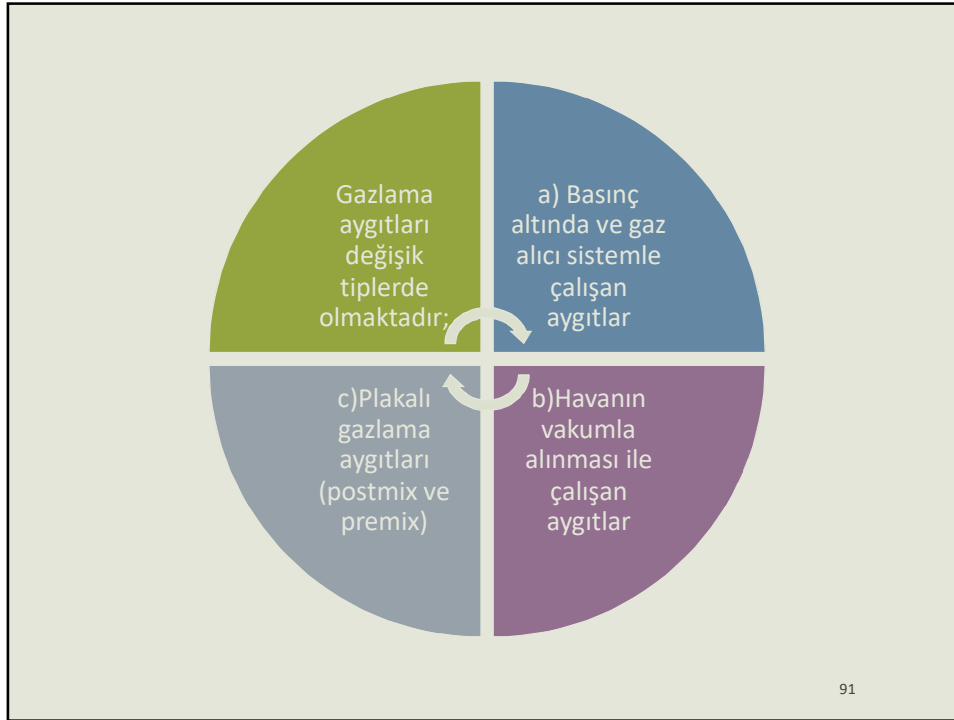 Gazlama
aygıtları
değişik
tiplerde
olmaktadır;
a) Basınç
altında ve gaz
alıcı sistemle
çalışan
aygıtlar
b)Havanın
vakumla
alınması ile
çalışan
aygıtlar
c)Plakalı
gazlama
aygıtları
(postmix ve
premix)
91